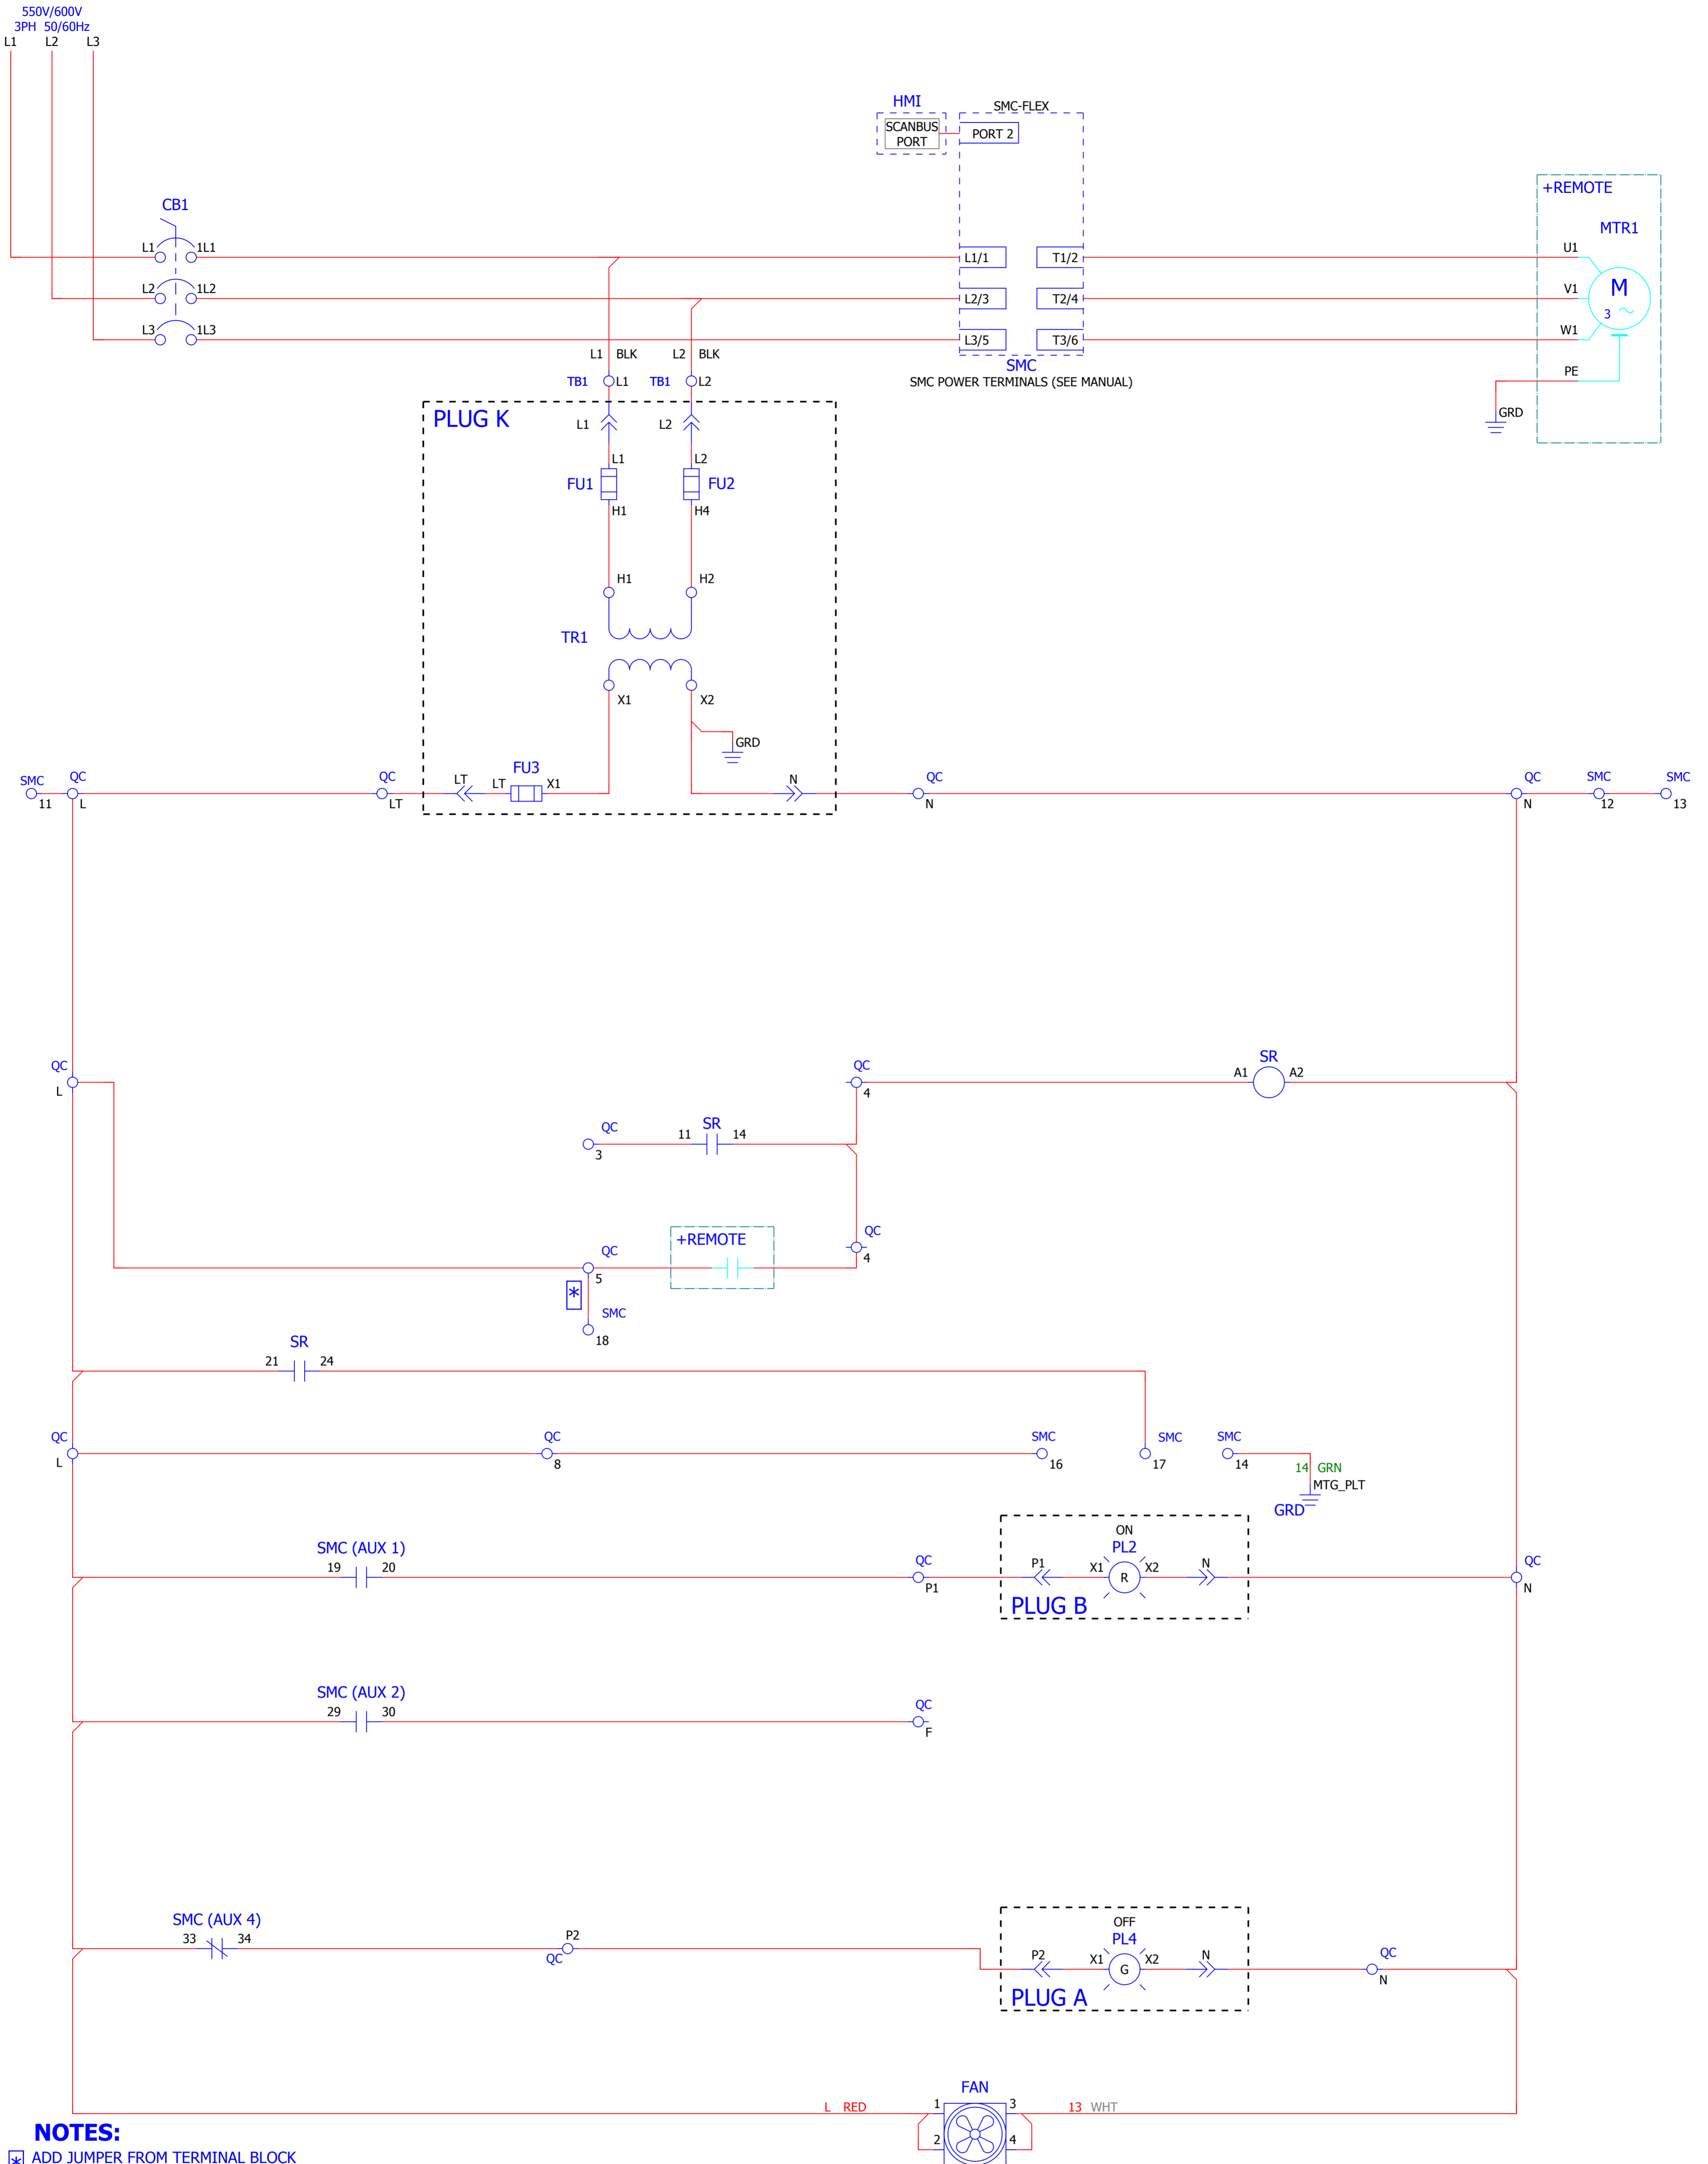 550V/600V
3PH 50/60Hz
L1 L2 L3
HMI
SMC-FLEX
SCANBUS
PORT
PORT 2
+REMOTE
MTR1
CB1
L1 1L1
L1/1 T1/2
U1
L2 1L2
L2/3 T2/4
V1
M
3
L3 1L3
L3/5 T3/6
W1
L1 BLK L2 BLK
SMC
SMC POWER TERMINALS (SEE MANUAL)
PE
GRD
TB1 L1 TB1 L2
PLUG K
L1 L2
L1 L2
FU1 FU2
H1 H4
H1 H2
TR1
X1 X2
GRD
SMC QC QC LT FU3 N QC QC SMC SMC
11 L LT LT X1 N N 12 13
QC QC SR
L 4 A1 A2
QC SR
3 11 14
QC
4
+REMOTE
QC
5
*
SMC
18
SR
21 24
QC QC SMC SMC SMC
L 8 16 17 14
14 GRN
MTG_PLT
GRD
ON
PL2
SMC (AUX 1)
19 20
QC
P1
P1 X1 R X2 N
PLUG B
QC
N
SMC (AUX 2)
29 30
QC
F
SMC (AUX 4)
33 34
P2
QC
OFF
PL4
P2 X1 G X2 N
PLUG A
QC
N
FAN
L RED 1 3 13 WHT
2 4
NOTES:
* ADD JUMPER FROM TERMINAL BLOCK